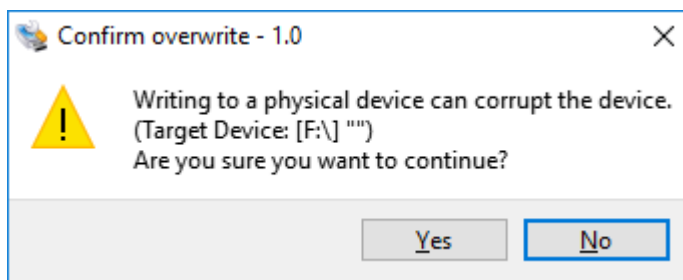 Confirm overwrite - 1.0
Writing to a physical device can corrupt the device.
(Target Device: [F:\] "")
Are you sure you want to continue?
Yes
No